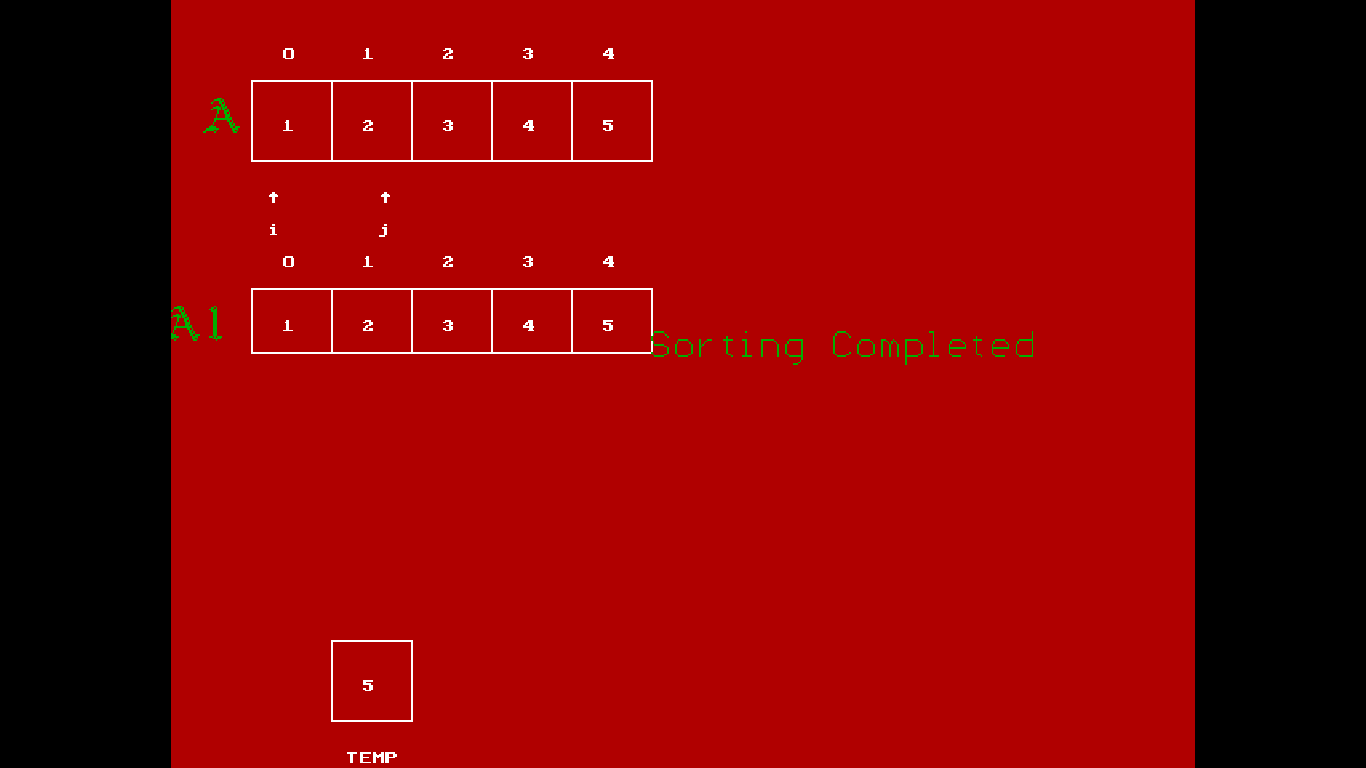 0 1 2 3 4
A 1 2 3 4 5
↑ ↑
i j
0 1 2 3 4
A1 1 2 3 4 5
Sorting Completed
5
TEMP